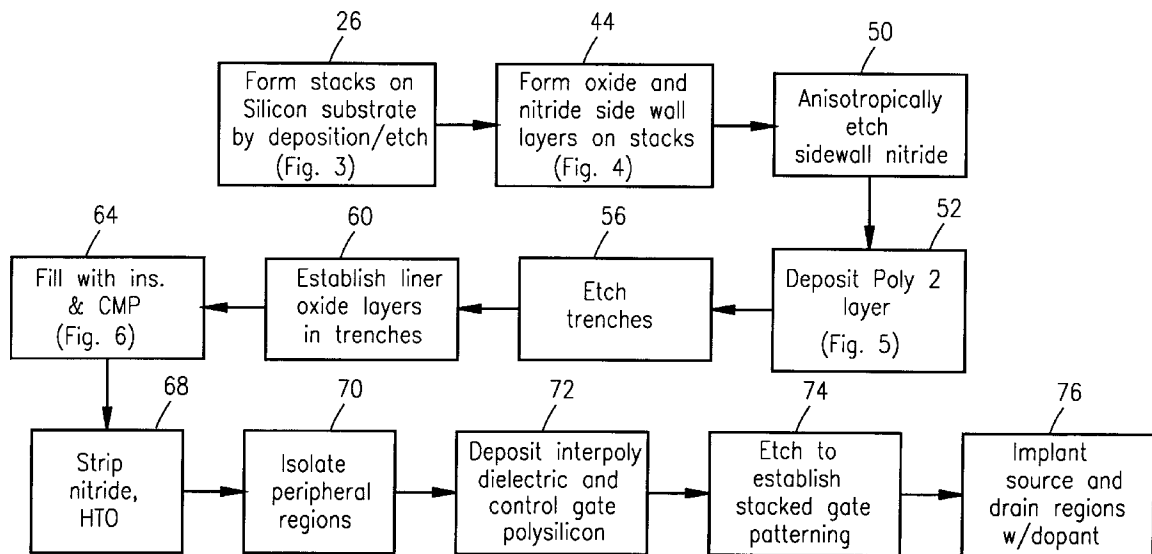 26
Form stacks on
Silicon substrate
by deposition/etch
(Fig. 3)
44
Form oxide and
nitride side wall
layers on stacks
(Fig. 4)
50
Anisotropically
etch
sidewall nitride
52
Deposit Poly 2
layer
(Fig. 5)
56
Etch
trenches
60
Establish liner
oxide layers
in trenches
64
Fill with ins.
& CMP
(Fig. 6)
68
Strip
nitride,
HTO
70
Isolate
peripheral
regions
72
Deposit interpoly
dielectric and
control gate
polysilicon
74
Etch to
establish
stacked gate
patterning
76
Implant
source and
drain regions
w/dopant